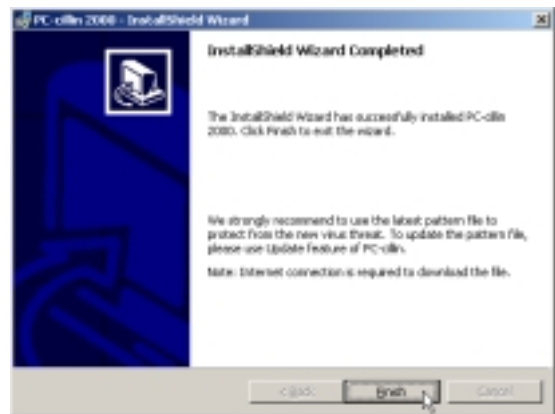 PC-cillin 2000 - InstallShield Wizard
InstallShield Wizard Completed
The InstallShield Wizard has successfully installed PC-cillin
2000. Click Finish to exit the wizard.
We strongly recommend to use the latest pattern file to
protect from the new virus threat. To update the pattern file,
please use Update feature of PC-cillin.
Note: Internet connection is required to download the file.
< Back
Finish
Cancel